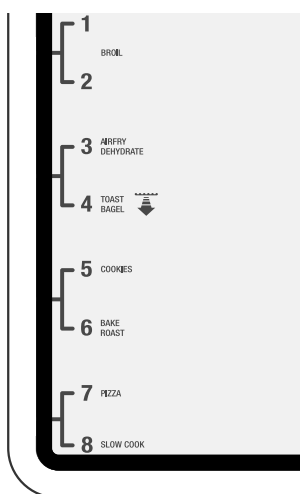 1
BROIL
2
3 AIRFRY
DEHYDRATE
4 TOAST
BAGEL
5 COOKIES
6 BAKE
ROAST
7 PIZZA
8 SLOW COOK